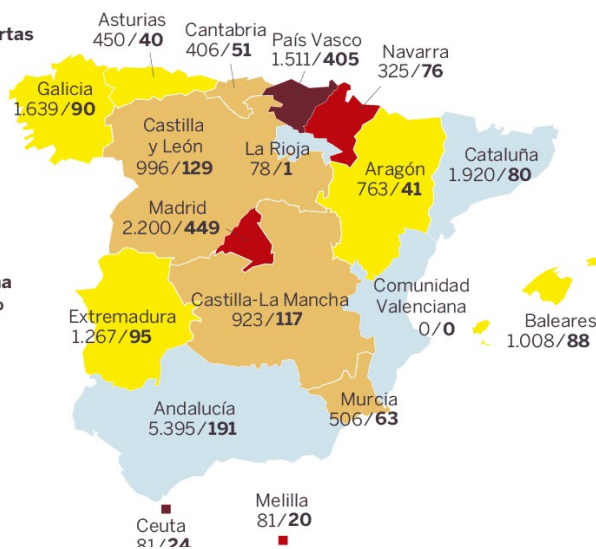 Asturias
450/40
Cantabria
406/51
País Vasco
1.511/405
Navarra
325/76
Galicia
1.639/90
Castilla
y León
996/129
La Rioja
78/1
Aragón
763/41
Cataluña
1.920/80
Madrid
2.200/449
Castilla-La Mancha
923/117
Comunidad
Valenciana
0/0
Baleares
1.008/88
Extremadura
1.267/95
Murcia
506/63
Andalucía
5.395/191
Ceuta
81/24
Melilla
81/20